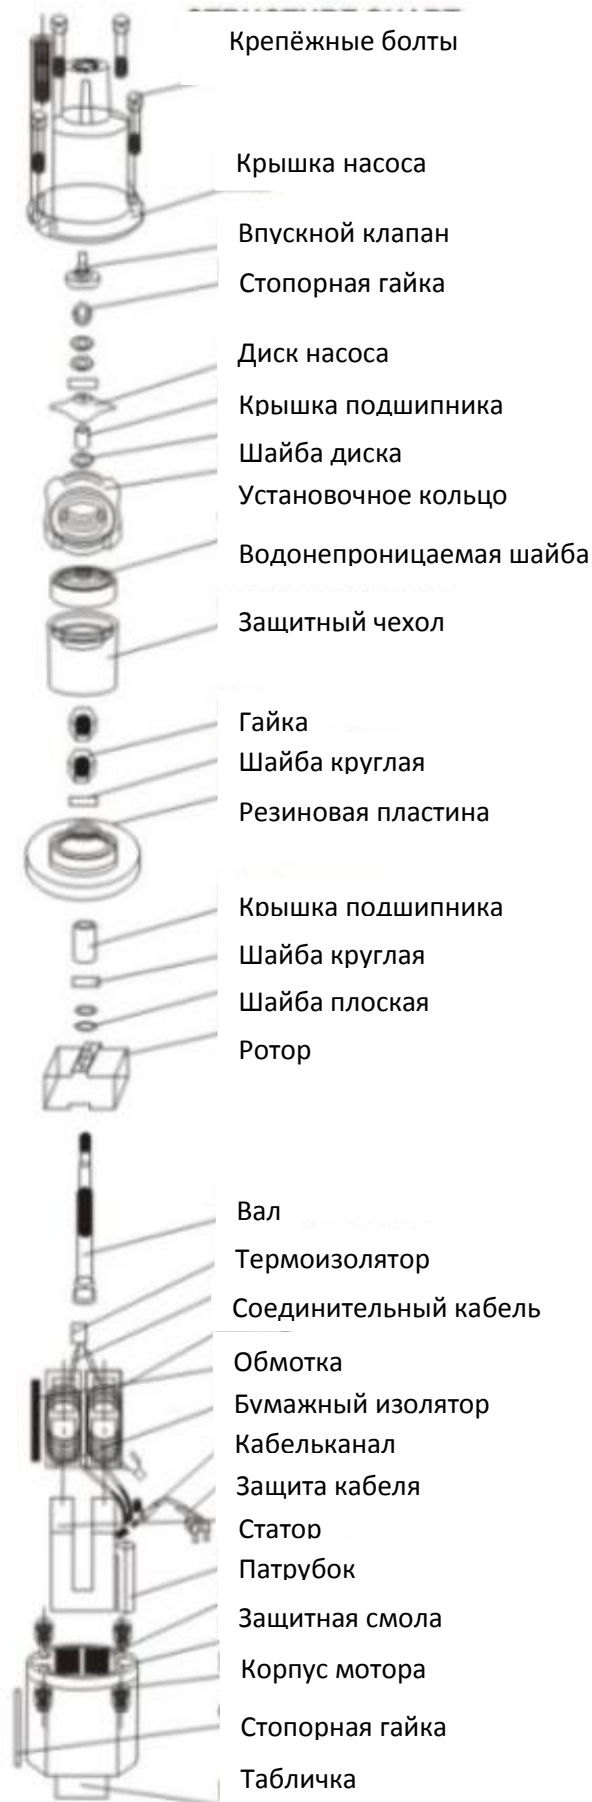 Крепёжные болты
Крышка насоса
Впускной клапан
Стопорная гайка
Диск насоса
Крышка подшипника
Шайба диска
Установочное кольцо
Водонепроницаемая шайба
Защитный чехол
Гайка
Шайба круглая
Резиновая пластина
Крышка подшипника
Шайба круглая
Шайба плоская
Ротор
Вал
Термоизолятор
Соединительный кабель
Обмотка
Бумажный изолятор
Кабельканал
Защита кабеля
Статор
Патрубок
Защитная смола
Корпус мотора
Стопорная гайка
Табличка